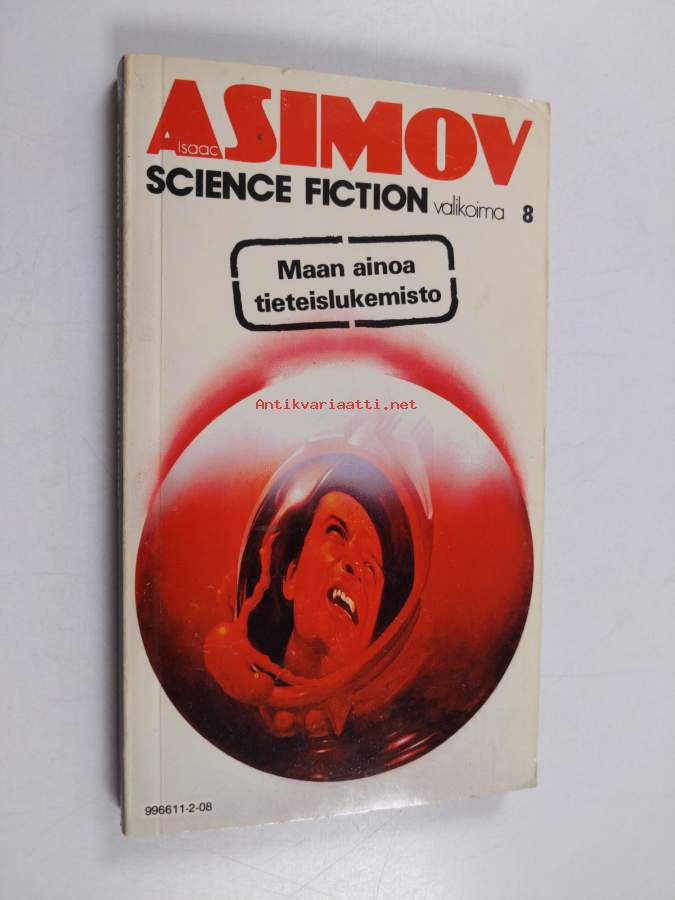 Isaac ASIMOV
SCIENCE FICTION valikoima 8
Maan ainoa
tieteislukemisto
Antikvariaatti.net
996611-2-08